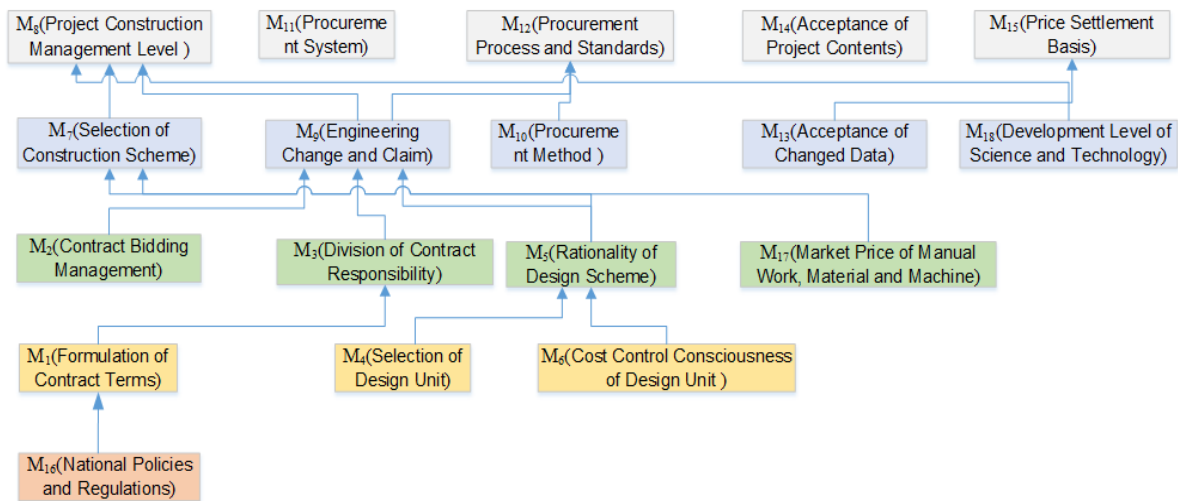 M₈(Project Construction
Management Level )
M₁₁(Procureme
nt System)
M₁₂(Procurement
Process and Standards)
M₁₄(Acceptance
of Project Contents)
M₁₅(Price Settlement
Basis)
M₇(Selection of
Construction Scheme)
M₉(Engineering
Change and Claim)
M₁₀(Procureme
nt Method )
M₁₃(Acceptance of
Changed Data)
M₁₈(Development Level of
Science and Technology)
M₂(Contract Bidding
Management)
M₃(Division of Contract
Responsibility)
M₅(Rationality of
Design Scheme)
M₁₇(Market Price of Manual
Work, Material and Machine)
M₁(Formulation of
Contract Terms)
M₄(Selection of
Design Unit)
M₆(Cost Control Consciousness
of Design Unit )
M₁₆(National Policies
and Regulations)